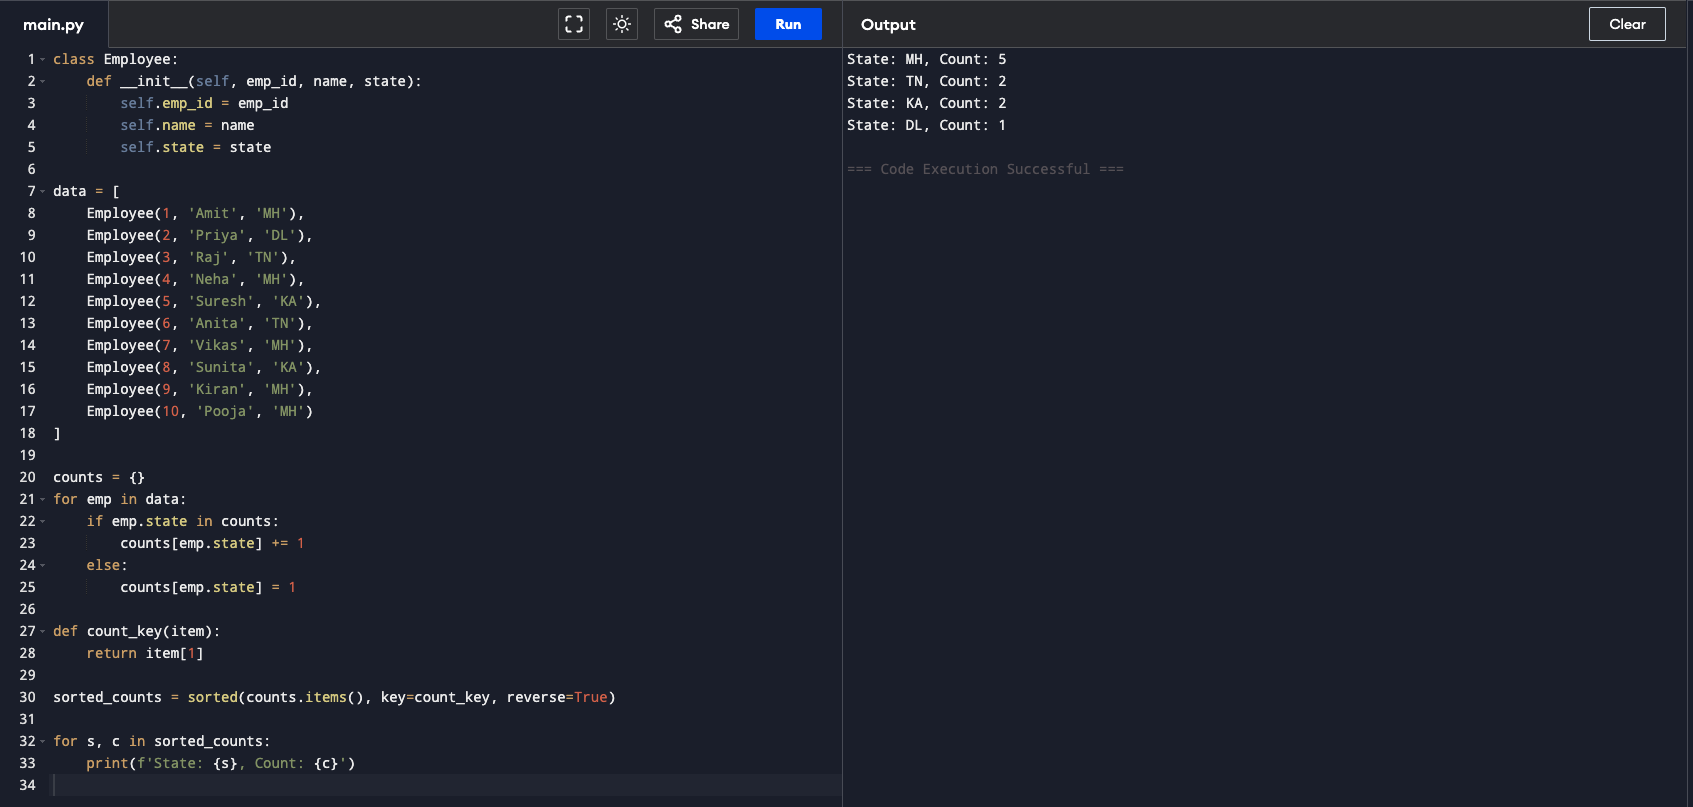 main.py
Share
Run
Output
Clear
1 class Employee:
2     def __init__(self, emp_id, name, state):
3         self.emp_id = emp_id
4         self.name = name
5         self.state = state
6
7 data = [
8     Employee(1, 'Amit', 'MH'),
9     Employee(2, 'Priya', 'DL'),
10     Employee(3, 'Raj', 'TN'),
11     Employee(4, 'Neha', 'MH'),
12     Employee(5, 'Suresh', 'KA'),
13     Employee(6, 'Anita', 'TN'),
14     Employee(7, 'Vikas', 'MH'),
15     Employee(8, 'Sunita', 'KA'),
16     Employee(9, 'Kiran', 'MH'),
17     Employee(10, 'Pooja', 'MH')
18 ]
19
20 counts = {}
21 for emp in data:
22     if emp.state in counts:
23         counts[emp.state] += 1
24     else:
25         counts[emp.state] = 1
26
27 def count_key(item):
28     return item[1]
29
30 sorted_counts = sorted(counts.items(), key=count_key, reverse=True)
31
32 for s, c in sorted_counts:
33     print(f'State: {s}, Count: {c}')
34
State: MH, Count: 5
State: TN, Count: 2
State: KA, Count: 2
State: DL, Count: 1
=== Code Execution Successful ===